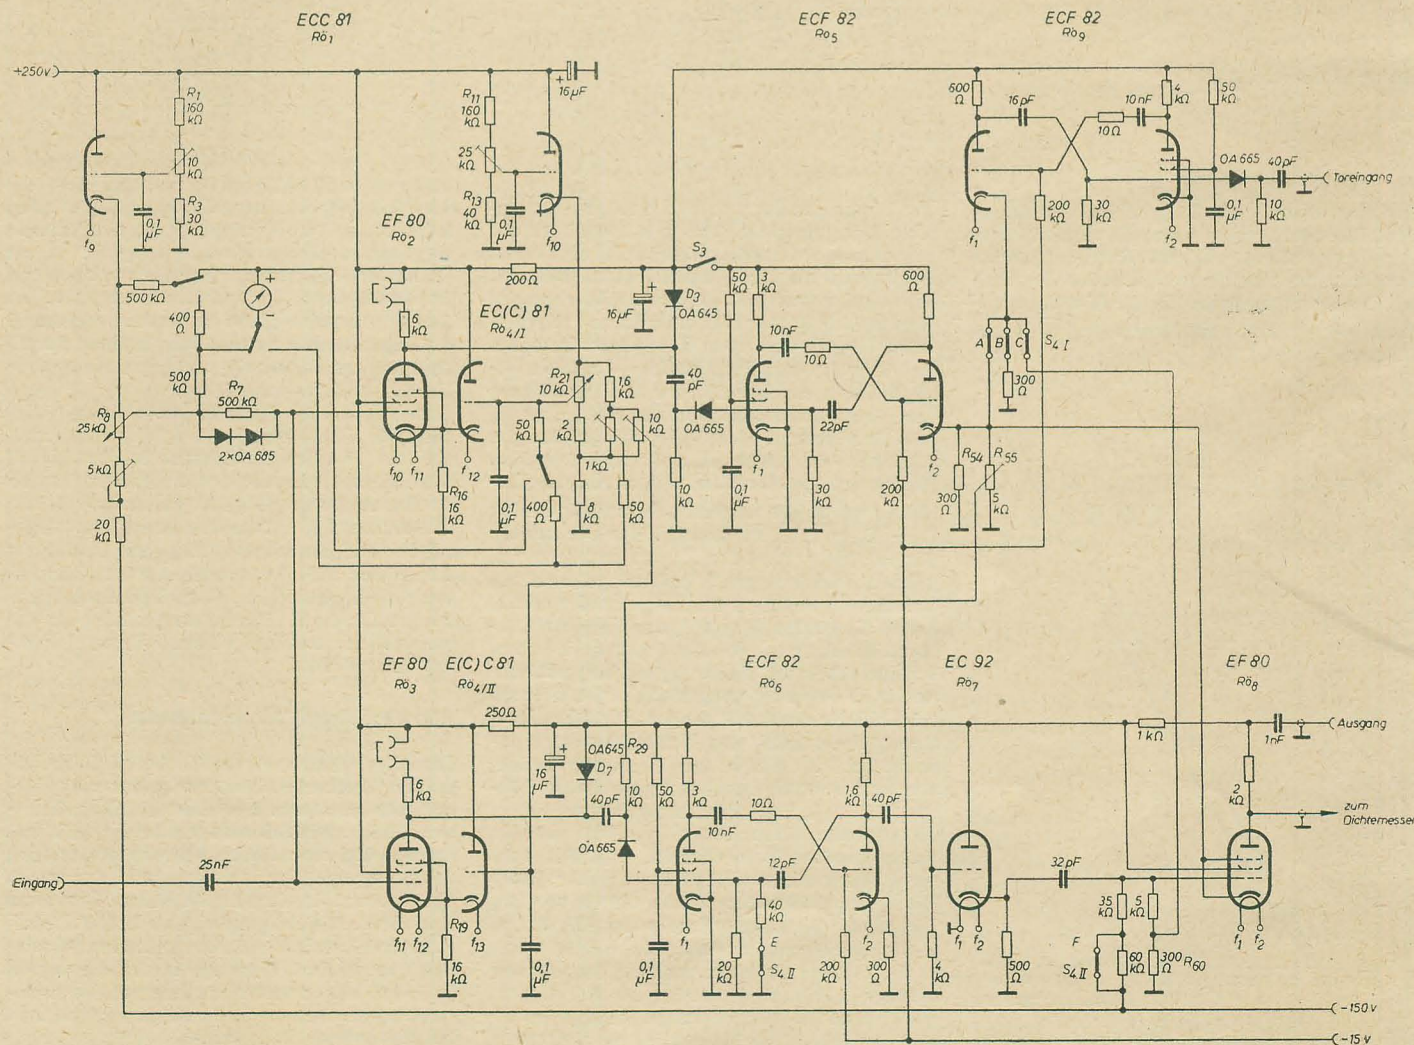 ECC 81
Rö1
ECF 82
Rö5
ECF 82
Rö9
+250V
R1
160
kΩ
10
kΩ
R3
30
kΩ
0,1
µF
f9
R11
160
kΩ
25
kΩ
R13
40
kΩ
0,1
µF
f10
+
16µF
600
Ω
16pF
10Ω
10nF
4
kΩ
50
kΩ
OA 665
40pF
Toreingang
f1
200
kΩ
30
kΩ
f2
0,1
µF
10
kΩ
EF 80
Rö2
500 kΩ
400
Ω
500
kΩ
+
-
R7
500 kΩ
2×OA 685
R8
25kΩ
5kΩ
20
kΩ
6
kΩ
200Ω
EC(C) 81
Rö4/I
f10
f11
f12
R16
16
kΩ
0,1
µF
50
kΩ
400
Ω
R21
10 kΩ
2
kΩ
8
kΩ
1,6
kΩ
1kΩ
10
kΩ
50
kΩ
+
16µF
S3
D3
OA 645
40
pF
OA 665
10
kΩ
50
kΩ
3
kΩ
10nF
10Ω
22pF
f1
0,1
µF
30
kΩ
600
Ω
200
kΩ
f2
A
B
C
S4 I
300
Ω
R54
300
Ω
R55
5
kΩ
EF 80
Rö3
E(C) C 81
Rö4/II
ECF 82
Rö6
EC 92
Rö7
EF 80
Rö8
250Ω
6
kΩ
+
16
µF
OA645
D7
40pF
R29
10
kΩ
OA 665
50
kΩ
3
kΩ
10nF
10Ω
12pF
1,6
kΩ
40pF
1 kΩ
1nF
Ausgang
2
kΩ
zum
Dichtemesser
Eingang
25nF
f11
f12
f13
R19
16
kΩ
0,1
µF
0,1
µF
f1
20
kΩ
40
kΩ
E
S4 II
200
kΩ
f2
300
Ω
4
kΩ
f1
f2
500
Ω
32pF
35
kΩ
5
kΩ
F
S4 II
60
kΩ
300
Ω
R60
f1
f2
-150V
-15V